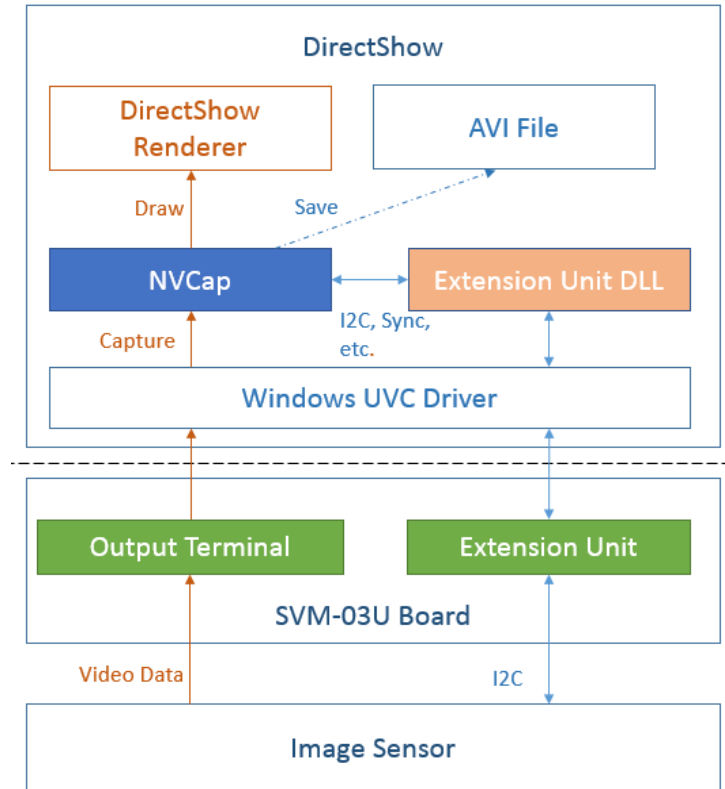 DirectShow
DirectShow
Renderer
AVI File
Draw
Save
NVCap
Extension Unit DLL
I2C, Sync,
etc.
Capture
Windows UVC Driver
Output Terminal
Extension Unit
SVM-03U Board
Video Data
I2C
Image Sensor